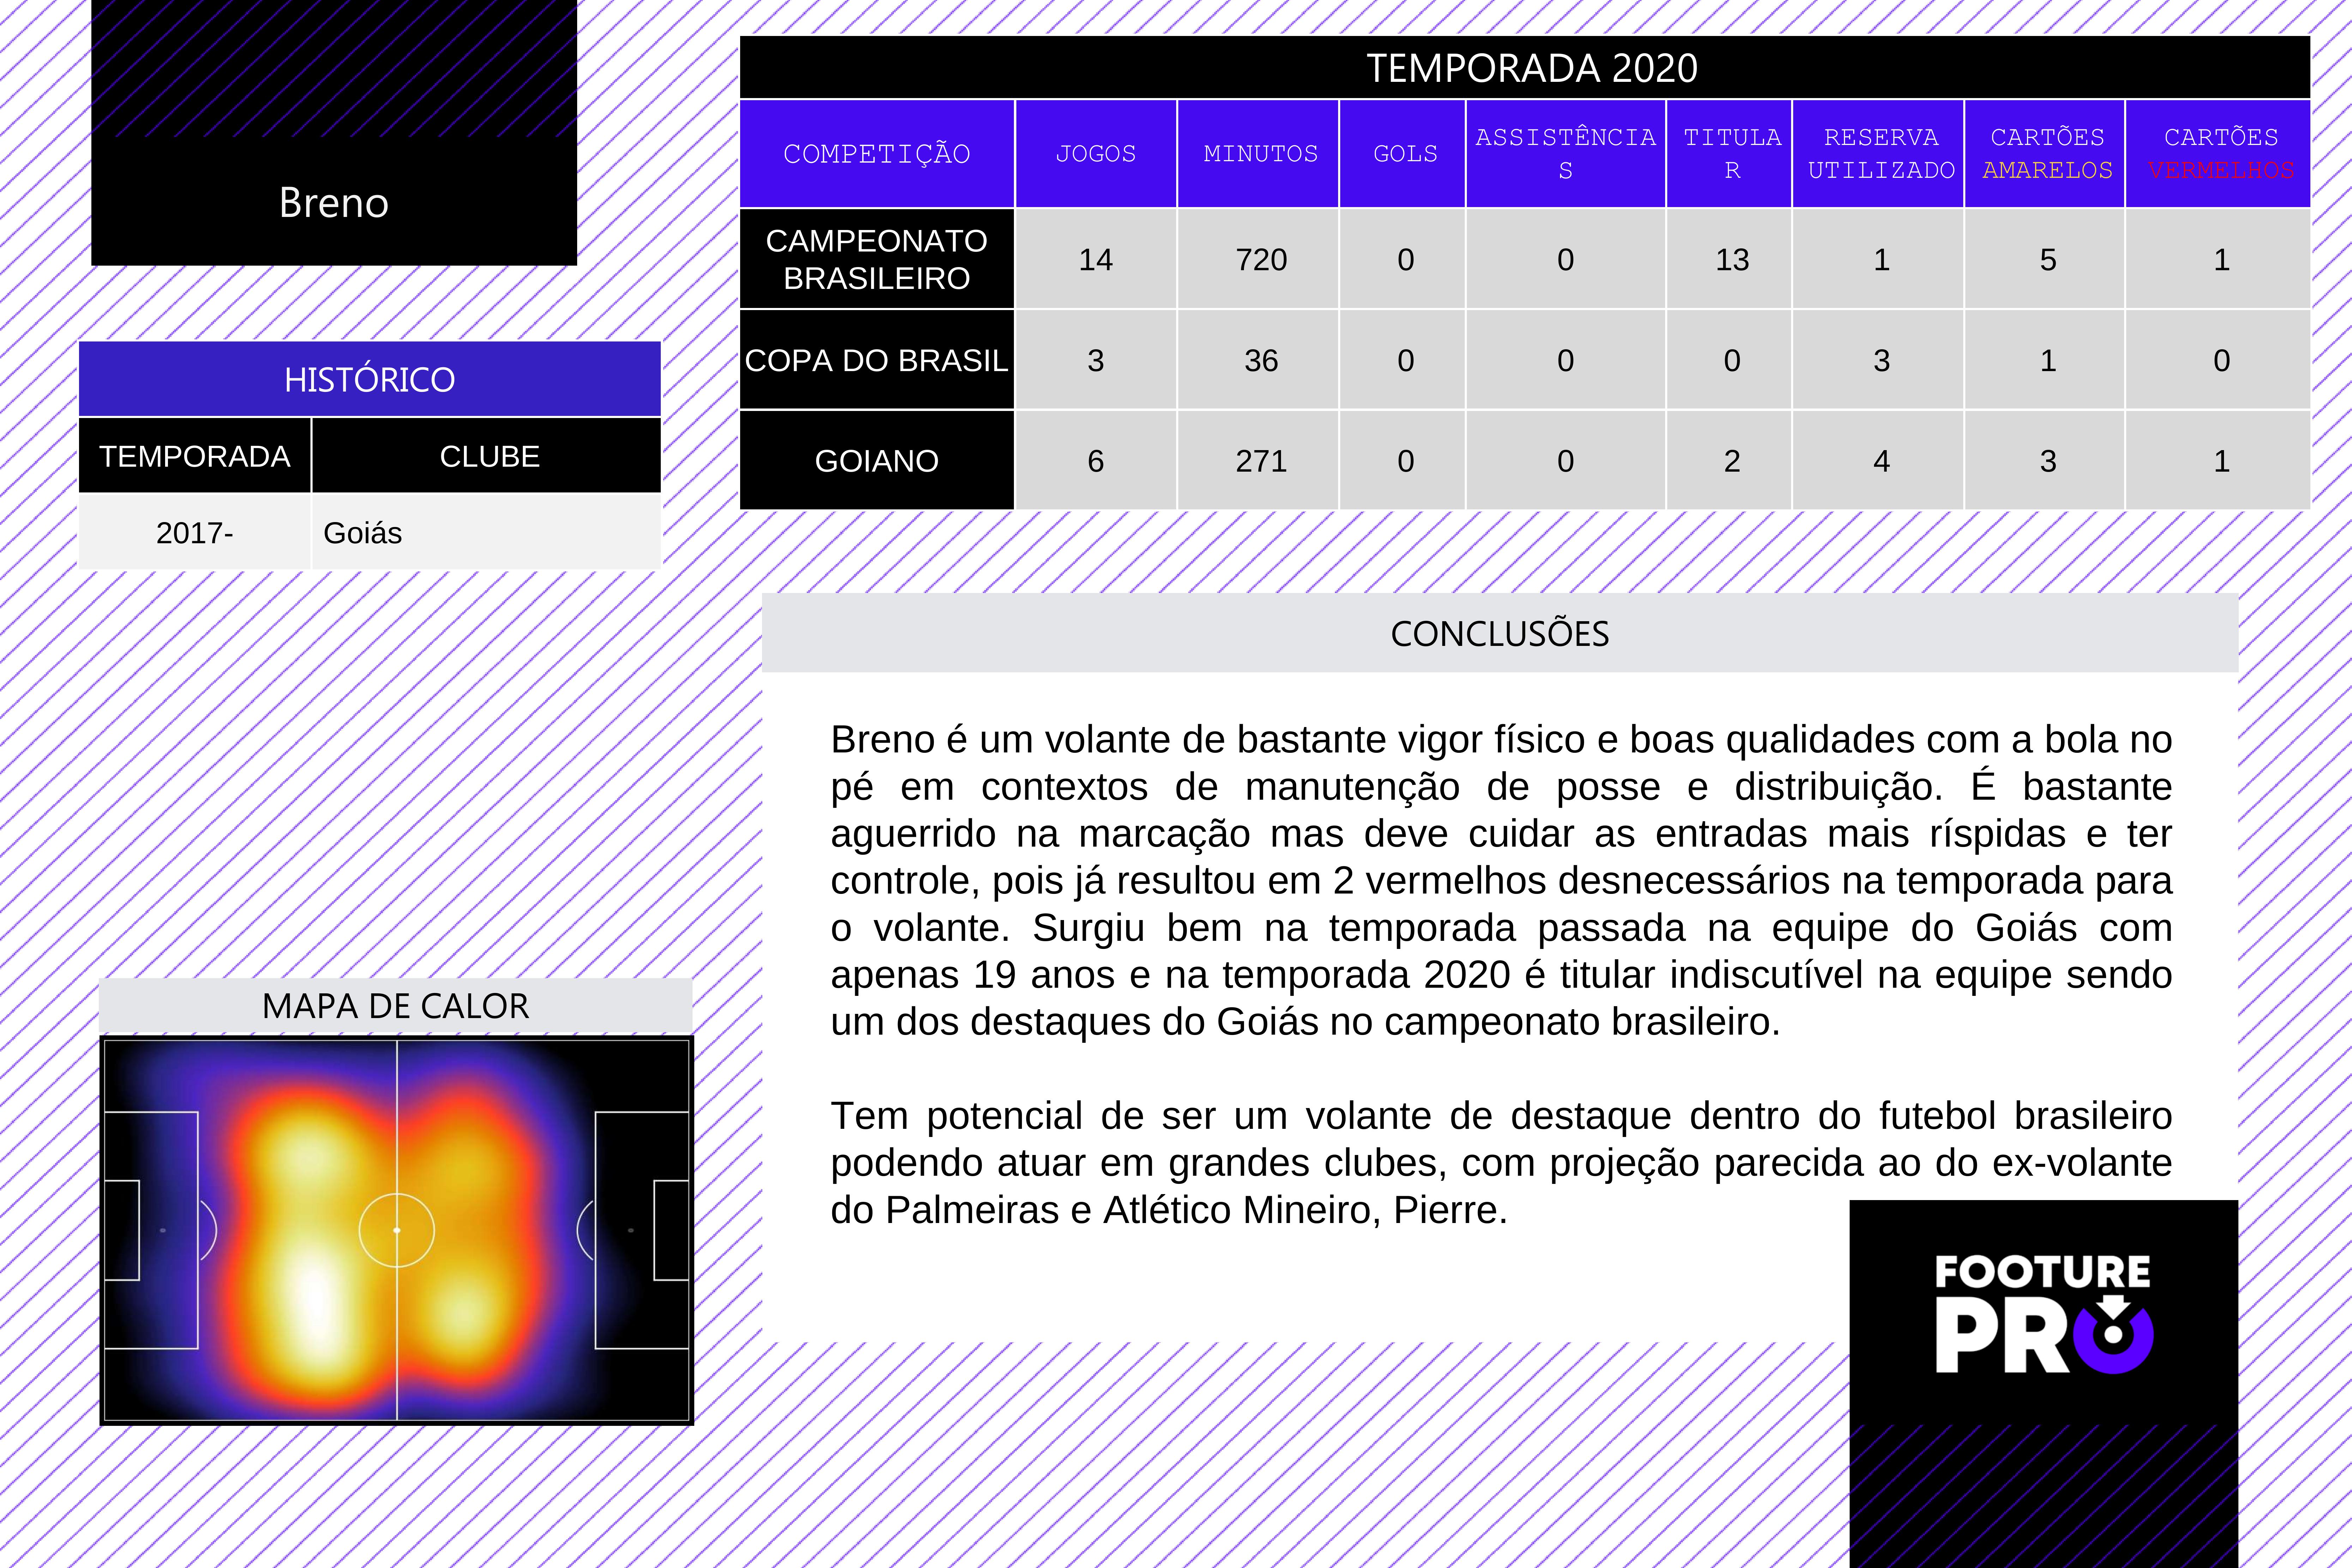 Breno
HISTÓRICO
TEMPORADA CLUBE
2017- Goiás
MAPA DE CALOR
TEMPORADA 2020
COMPETIÇÃO JOGOS MINUTOS GOLS ASSISTÊNCIA TITULA RESERVA CARTÕES CARTÕES
S R UTILIZADO AMARELOS VERMELHOS
CAMPEONATO
BRASILEIRO 14 720 0 0 13 1 5 1
COPA DO BRASIL 3 36 0 0 0 3 1 0
GOIANO 6 271 0 0 2 4 3 1
CONCLUSÕES
Breno é um volante de bastante vigor físico e boas qualidades com a bola no
pé em contextos de manutenção de posse e distribuição. É bastante
aguerrido na marcação mas deve cuidar as entradas mais ríspidas e ter
controle, pois já resultou em 2 vermelhos desnecessários na temporada para
o volante. Surgiu bem na temporada passada na equipe do Goiás com
apenas 19 anos e na temporada 2020 é titular indiscutível na equipe sendo
um dos destaques do Goiás no campeonato brasileiro.
Tem potencial de ser um volante de destaque dentro do futebol brasileiro
podendo atuar em grandes clubes, com projeção parecida ao do ex-volante
do Palmeiras e Atlético Mineiro, Pierre.
FOOTURE
PRO